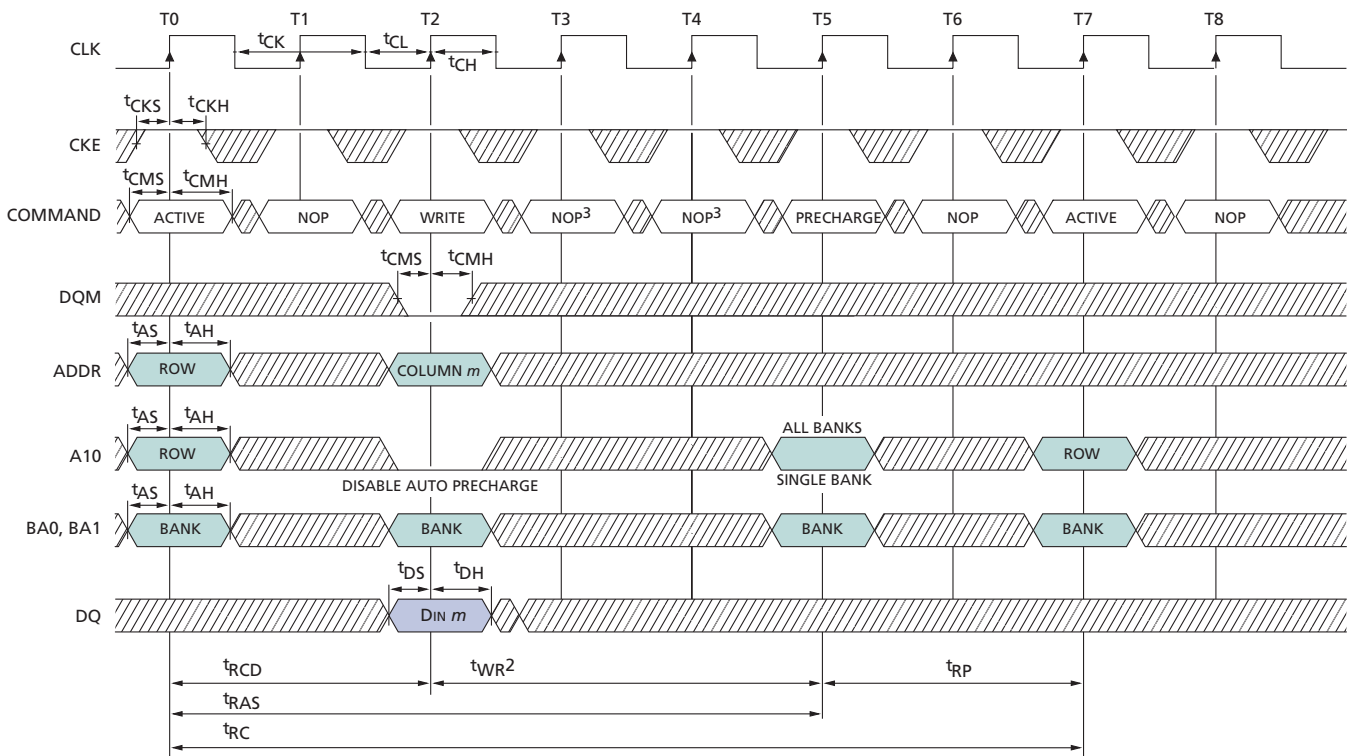 T0 T1 T2 T3 T4 T5 T6 T7 T8
CLK
tCK tCL
tCH
tCKS tCKH
CKE
tCMS tCMH
COMMAND ACTIVE NOP WRITE NOP3 NOP3 PRECHARGE NOP ACTIVE NOP
tCMS tCMH
DQM
tAS tAH
ADDR ROW COLUMN m
tAS tAH
ALL BANKS
A10 ROW ROW
DISABLE AUTO PRECHARGE SINGLE BANK
tAS tAH
BA0, BA1 BANK BANK BANK BANK
tDS tDH
DQ DIN m
tRCD tWR2 tRP
tRAS
tRC